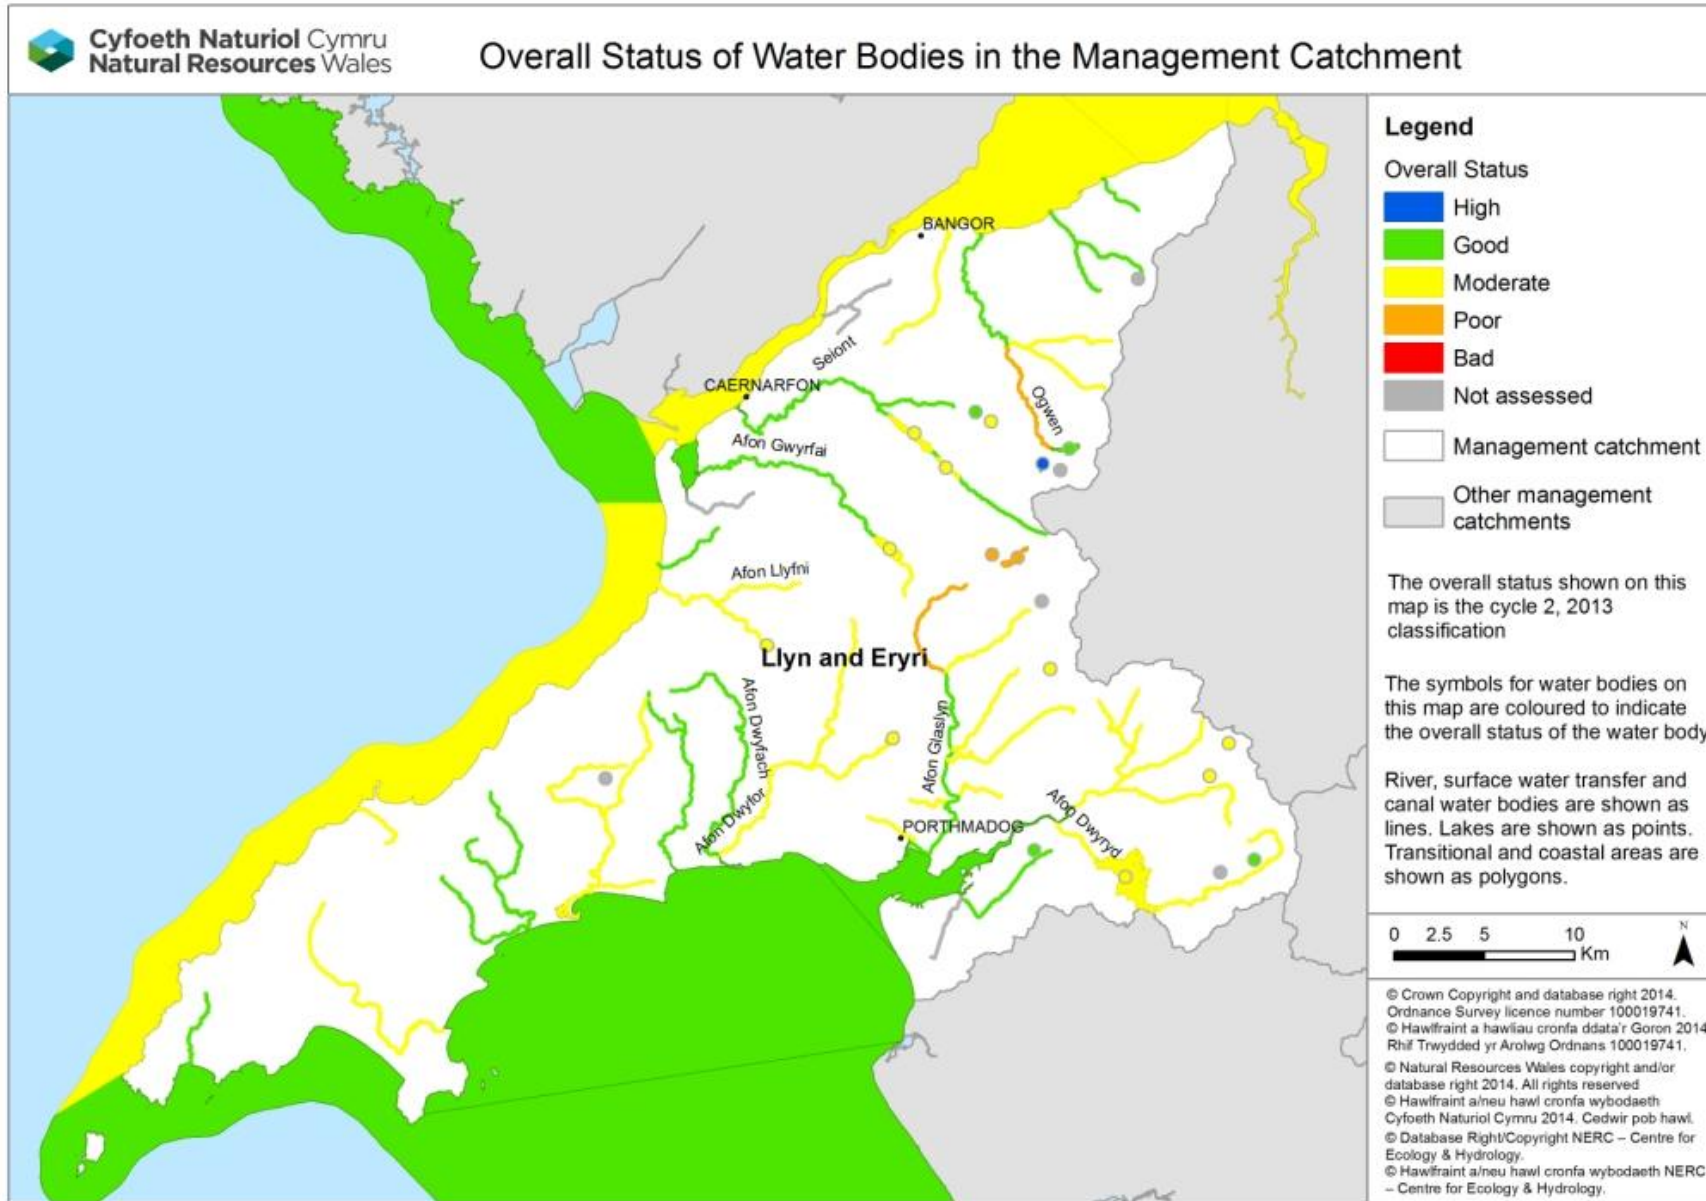 Cyfoeth Naturiol Cymru
Natural Resources Wales
Overall Status of Water Bodies in the Management Catchment
BANGOR
Seiont
CAERNARFON
Ogwen
Afon Gwyrfai
Afon Llyfni
Llyn and Eryri
Afon Dwyfach
Afon Glaslyn
Afon Dwyfor
Afon Dwyryd
PORTHMADOG
Legend
Overall Status
High
Good
Moderate
Poor
Bad
Not assessed
Management catchment
Other management
catchments
The overall status shown on this
map is the cycle 2, 2013
classification
The symbols for water bodies on
this map are coloured to indicate
the overall status of the water body
River, surface water transfer and
canal water bodies are shown as
lines. Lakes are shown as points.
Transitional and coastal areas are
shown as polygons.
0 2.5 5 10
Km
N
© Crown Copyright and database right 2014.
Ordnance Survey licence number 100019741.
© Hawlfraint a hawliau cronfa ddata'r Goron 2014
Rhif Trwydded yr Arolwg Ordnans 100019741.
© Natural Resources Wales copyright and/or
database right 2014. All rights reserved
© Hawlfraint a/neu hawl cronfa wybodaeth
Cyfoeth Naturiol Cymru 2014. Cedwir pob hawl.
© Database Right/Copyright NERC – Centre for
Ecology & Hydrology.
© Hawlfraint a/neu hawl cronfa wybodaeth NERC
– Centre for Ecology & Hydrology.